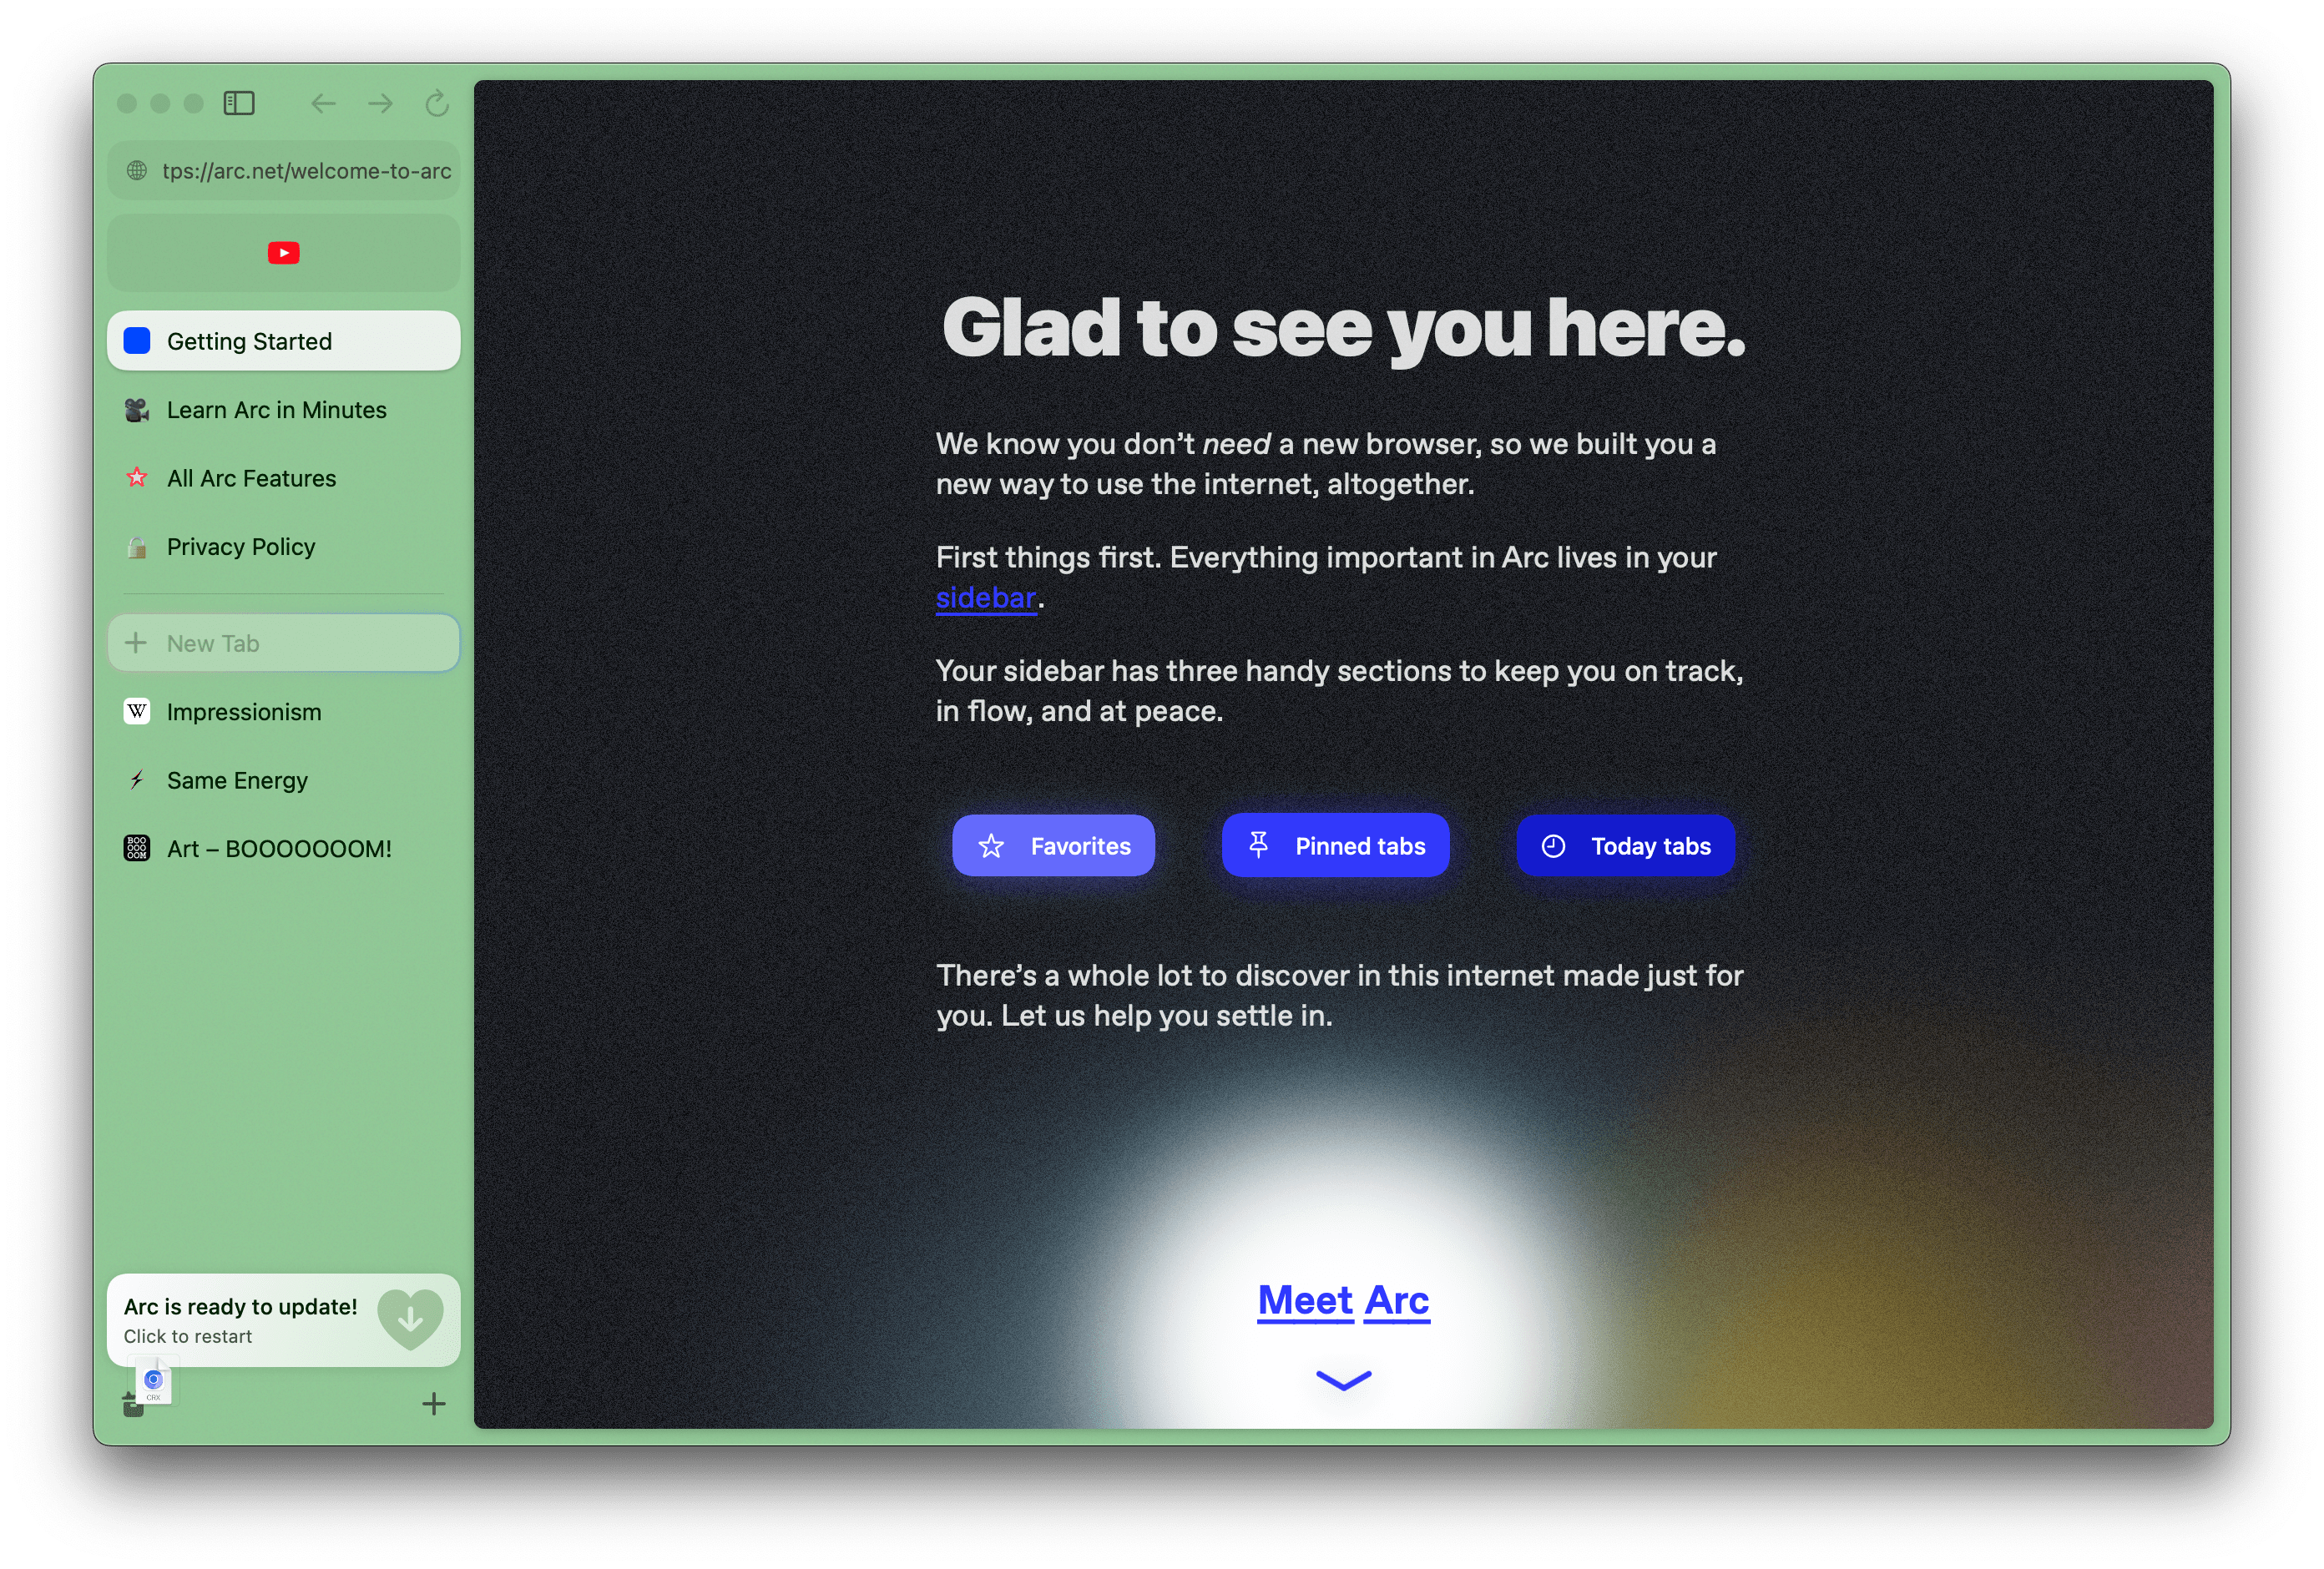 tps://arc.net/welcome-to-arc
Getting Started
Learn Arc in Minutes
All Arc Features
Privacy Policy
New Tab
W
Impressionism
Same Energy
BOO
OOO
OOM
Art – BOOOOOOOM!
Arc is ready to update!
Click to restart
CRX
Glad to see you here.
We know you don’t need a new browser, so we built you a
new way to use the internet, altogether.
First things first. Everything important in Arc lives in your
sidebar.
Your sidebar has three handy sections to keep you on track,
in flow, and at peace.
Favorites
Pinned tabs
Today tabs
There’s a whole lot to discover in this internet made just for
you. Let us help you settle in.
Meet Arc